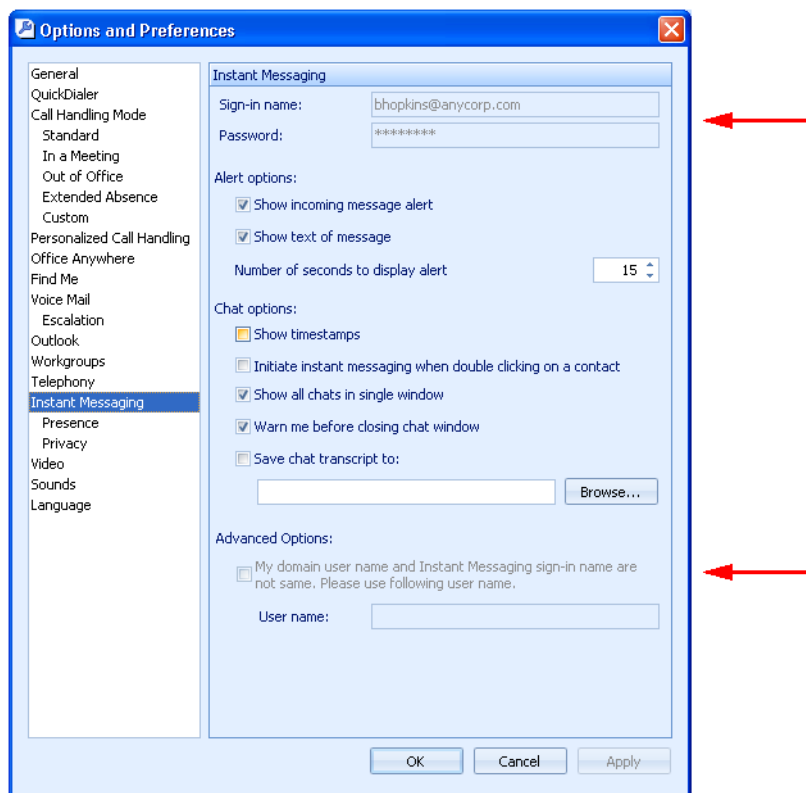 Options and Preferences
General
QuickDialer
Call Handling Mode
Standard
In a Meeting
Out of Office
Extended Absence
Custom
Personalized Call Handling
Office Anywhere
Find Me
Voice Mail
Escalation
Outlook
Workgroups
Telephony
Instant Messaging
Presence
Privacy
Video
Sounds
Language
Instant Messaging
Sign-in name: bhopkins@anycorp.com
Password: ********
Alert options:
Show incoming message alert
Show text of message
Number of seconds to display alert 15
Chat options:
Show timestamps
Initiate instant messaging when double clicking on a contact
Show all chats in single window
Warn me before closing chat window
Save chat transcript to:
Browse...
Advanced Options:
My domain user name and Instant Messaging sign-in name are
not same. Please use following user name.
User name:
OK Cancel Apply